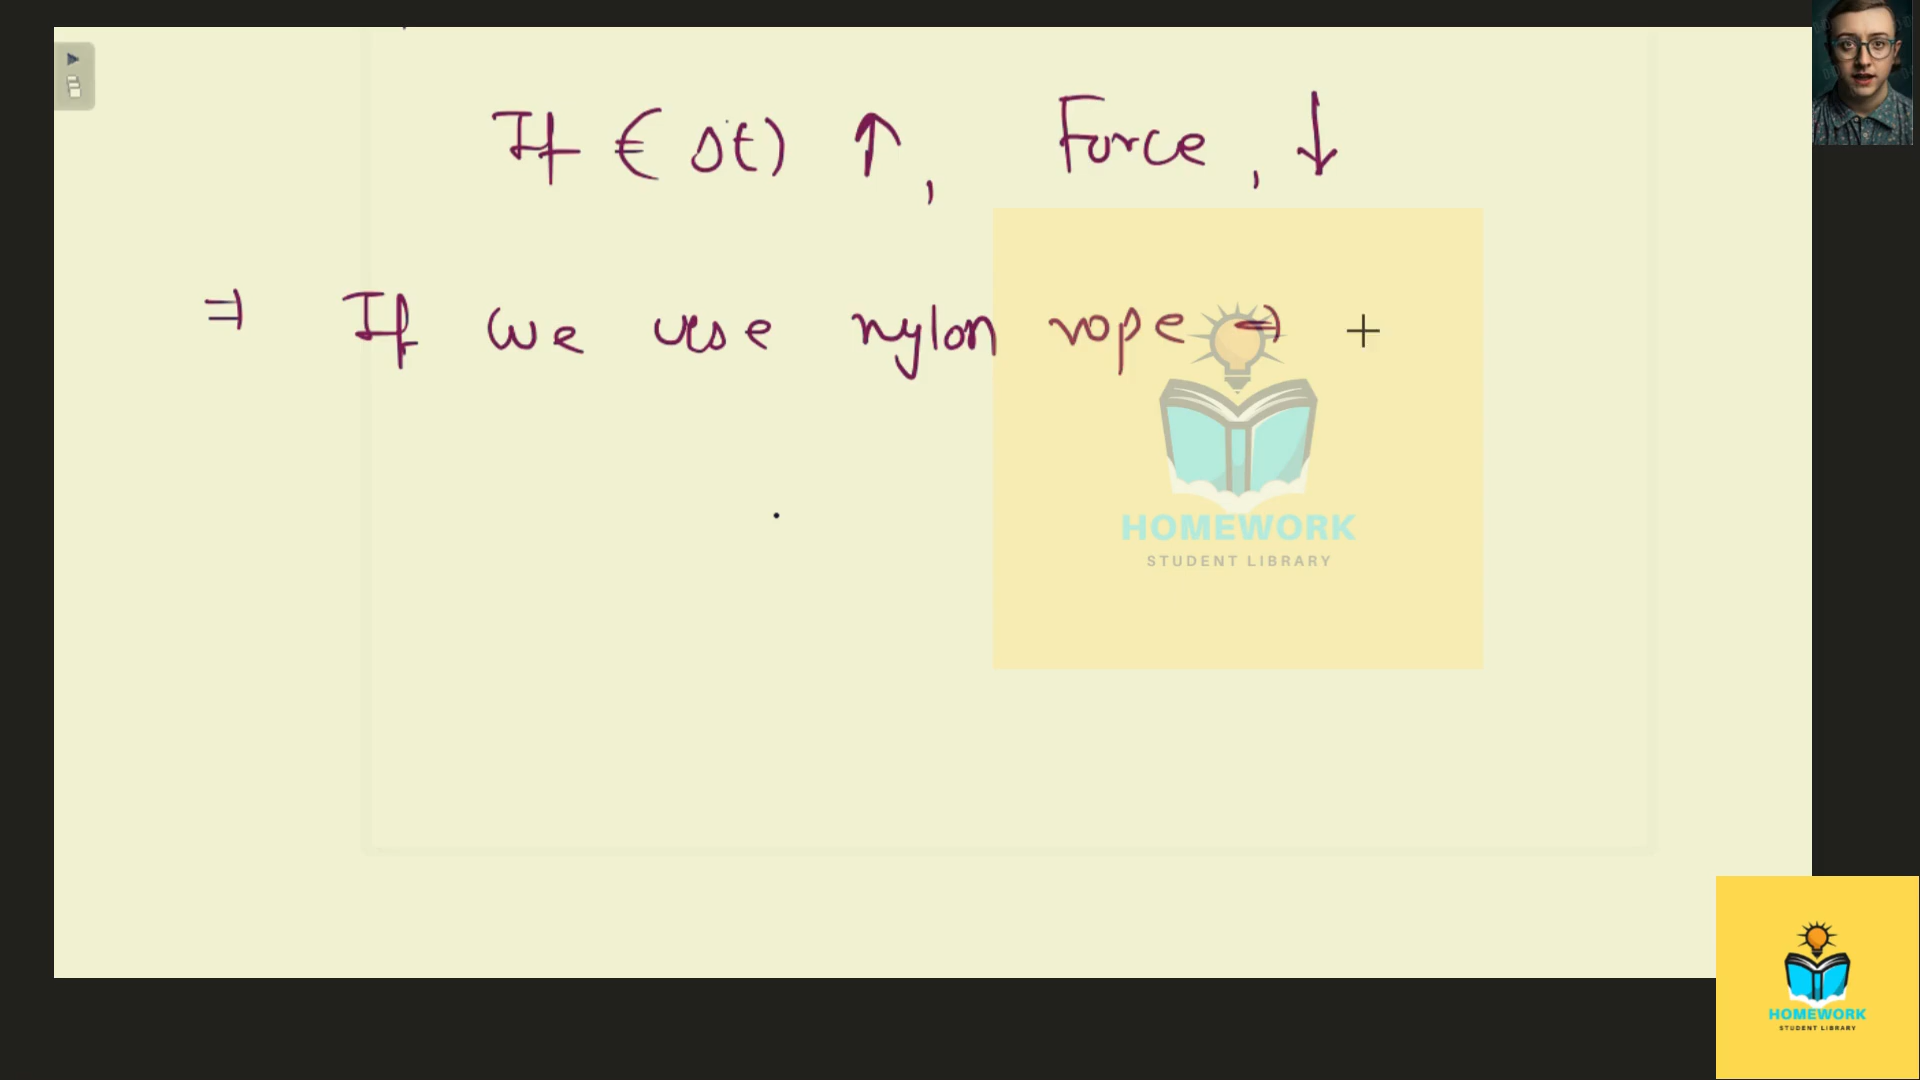 If (Δt) ↑, Force, ↓
⇒ If we use nylon rope ⇒
HOMEWORK
STUDENT LIBRARY
HOMEWORK
STUDENT LIBRARY